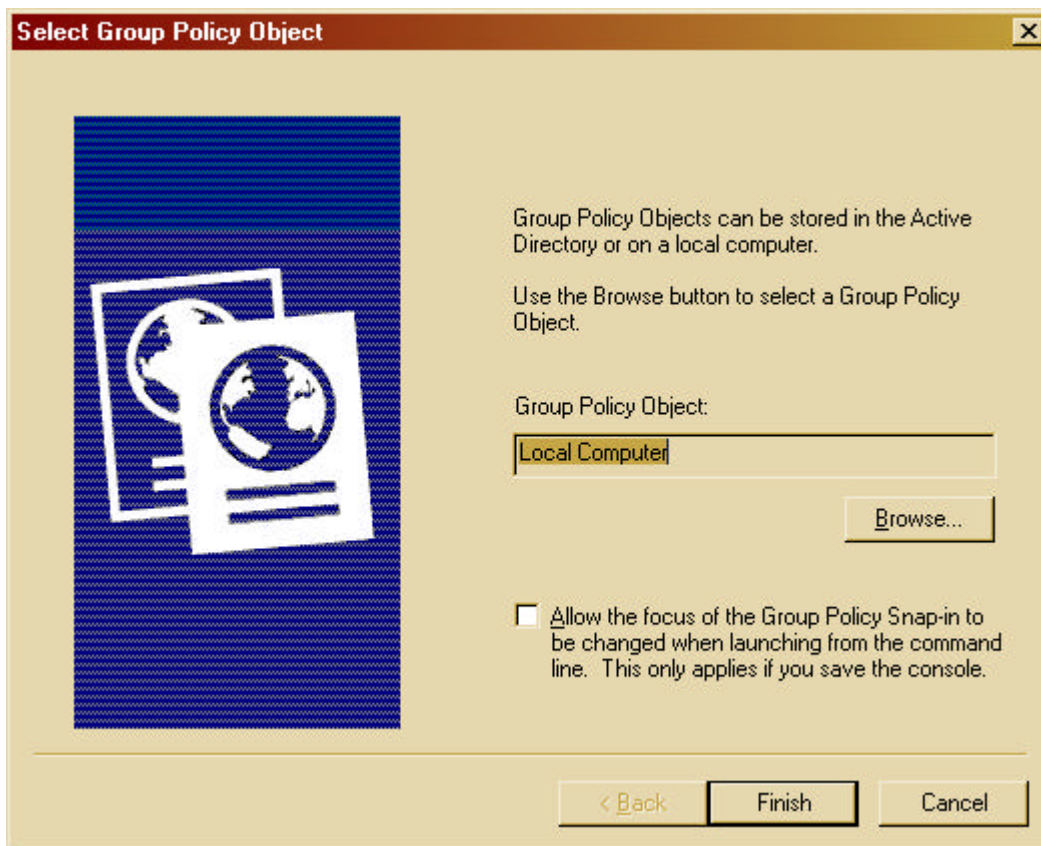 Select Group Policy Object
Group Policy Objects can be stored in the Active
Directory or on a local computer.
Use the Browse button to select a Group Policy
Object.
Group Policy Object:
Local Computer
Browse...
Allow the focus of the Group Policy Snap-in to
be changed when launching from the command
line.  This only applies if you save the console.
< Back
Finish
Cancel